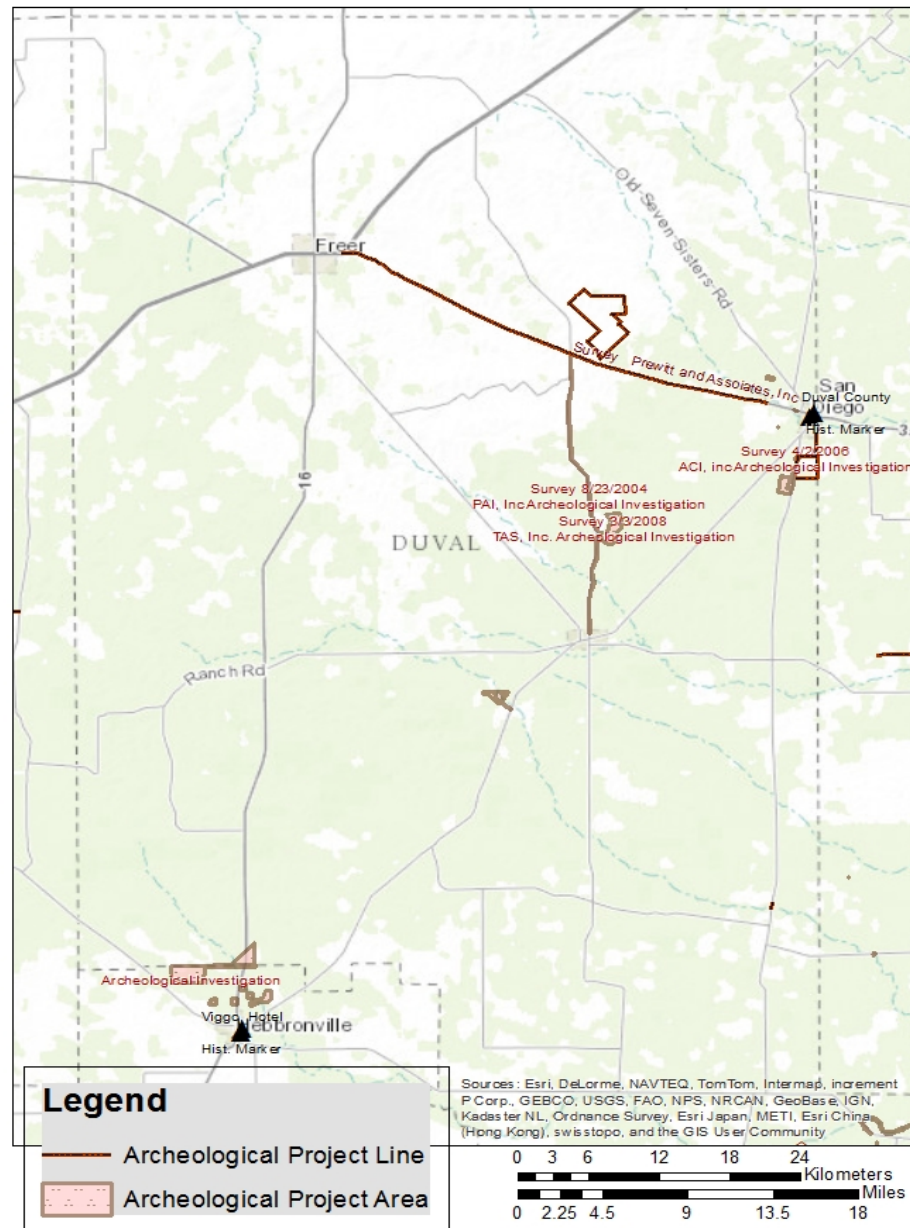 Freer
Old Seven Sisters Rd
Survey Prewitt and Associates, Inc
San
Diego
Duval County
Hist. Marker
Survey 4/2/2006
ACI, inc Archeological Investigation
Survey 8/23/2004
PAI, Inc Archeological Investigation
Survey 3/3/2008
TAS, Inc. Archeological Investigation
16
DUVAL
Ranch Rd
Archeological Investigation
Viggo Hotel
Hebbronville
Hist. Marker
Legend
Archeological Project Line
Archeological Project Area
Sources: Esri, DeLorme, NAVTEQ, TomTom, Intermap, increment
P Corp., GEBCO, USGS, FAO, NPS, NRCAN, GeoBase, IGN,
Kadaster NL, Ordnance Survey, Esri Japan, METI, Esri China
(Hong Kong), swisstopo, and the GIS User Community
0 3 6 12 18 24
Kilometers
Miles
0 2.25 4.5 9 13.5 18